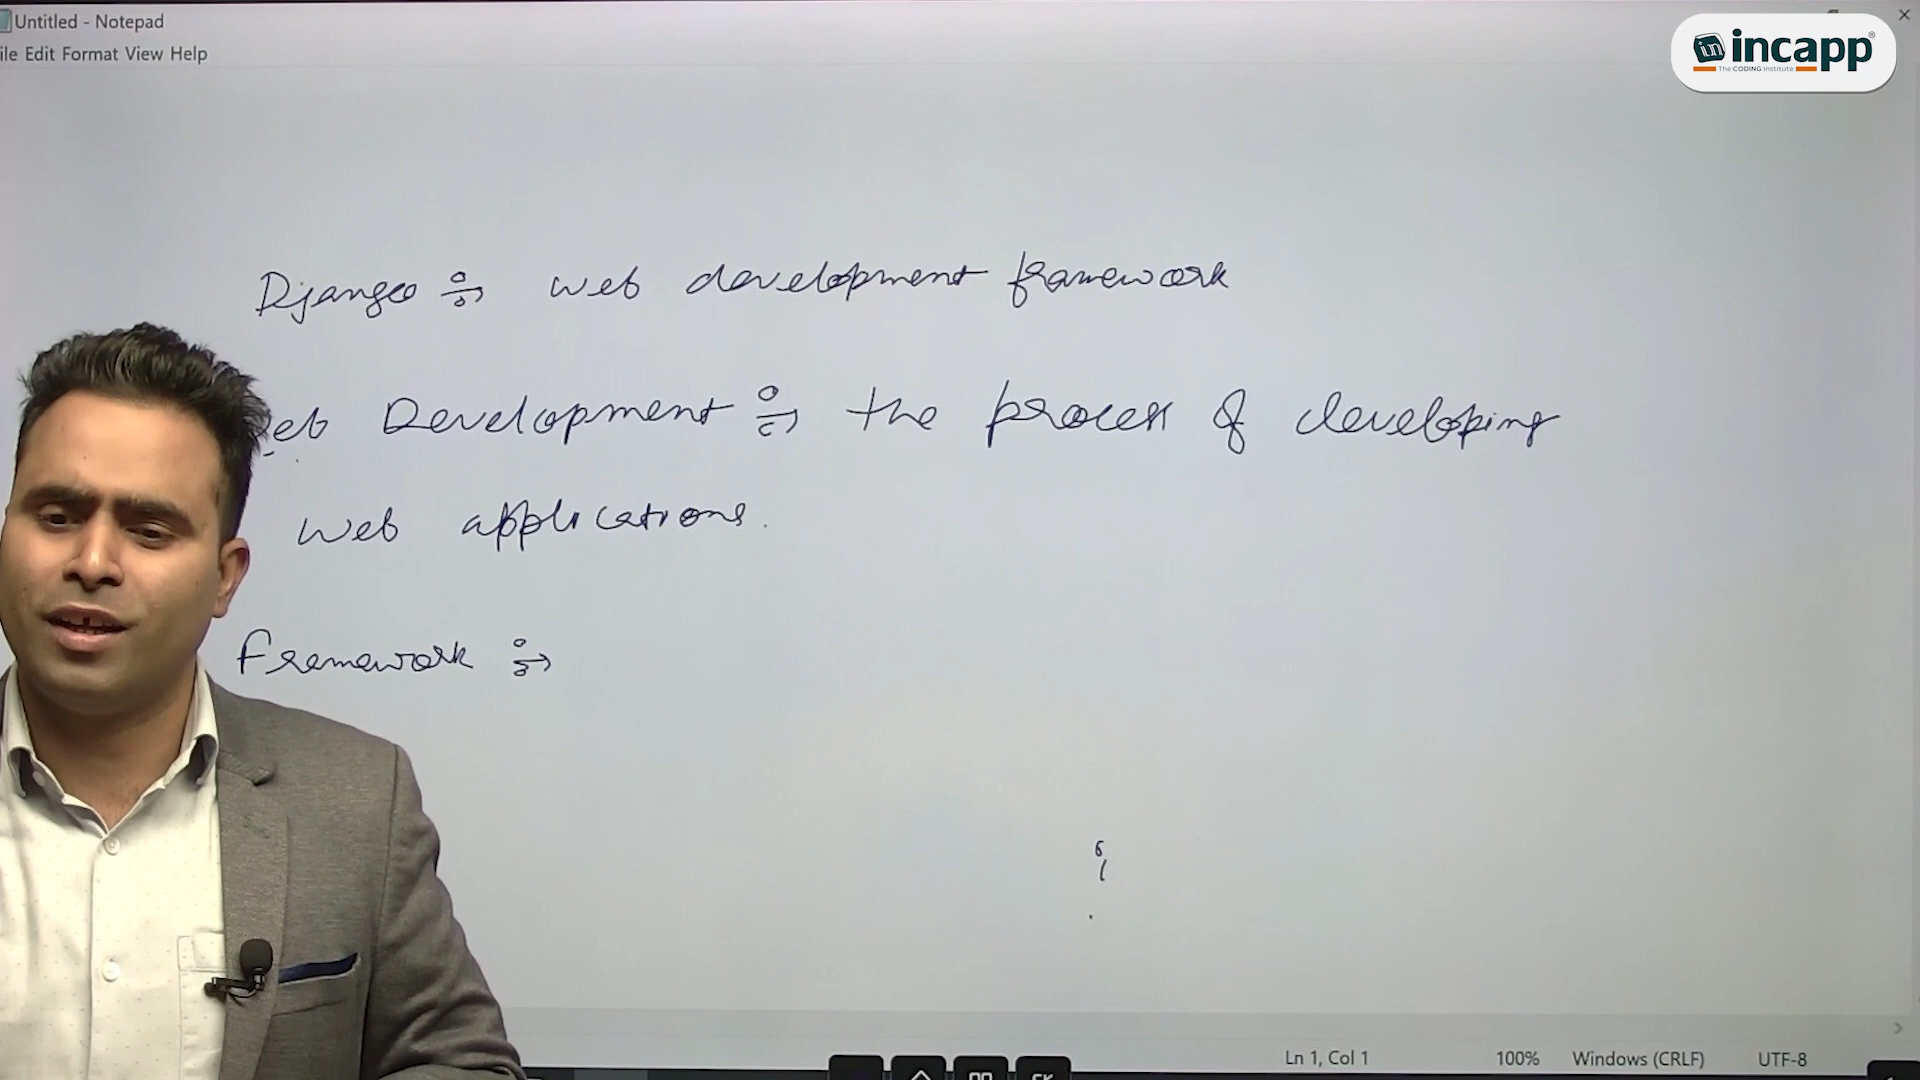 Untitled - Notepad
ile Edit Format View Help
incapp®
The CODING Institute
Django :- web development framework
eb Development :- the process of developing
web applications.
Framework :-
Ln 1, Col 1 100% Windows (CRLF) UTF-8